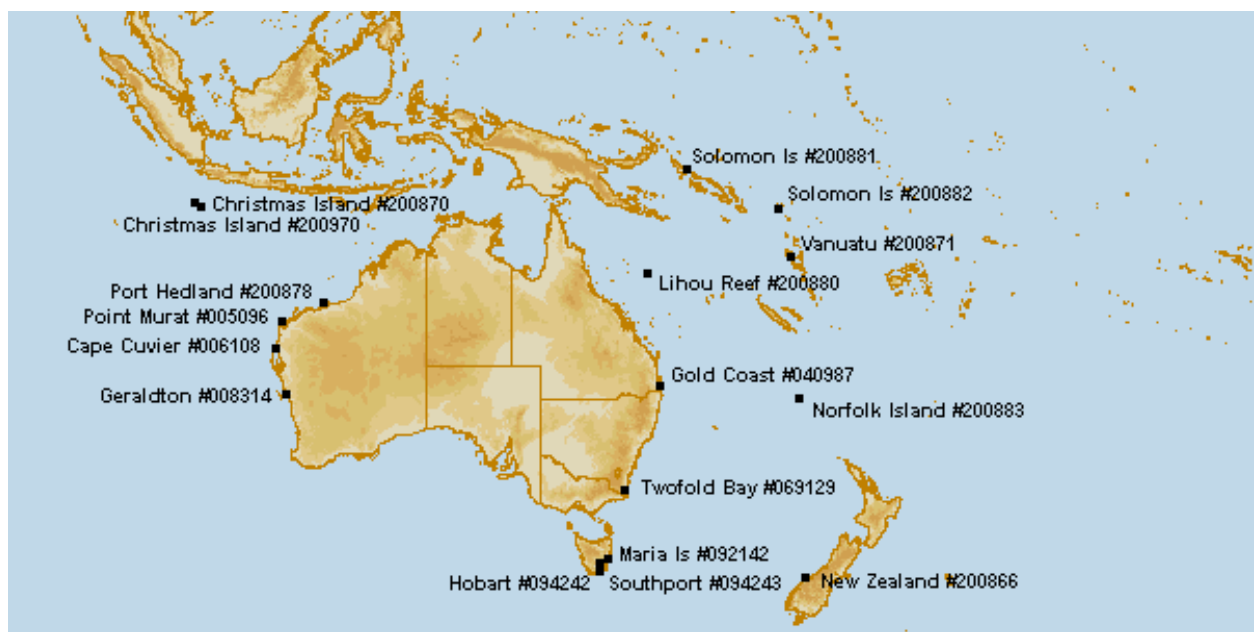 Solomon Is #200881
Solomon Is #200882
Christmas Island #200870
Christmas Island #200970
Vanuatu #200871
Lihou Reef #200880
Port Hedland #200878
Point Murat #005096
Cape Cuvier #006108
Gold Coast #040987
Geraldton #008314
Norfolk Island #200883
Twofold Bay #069129
Maria Is #092142
Hobart #094242
Southport #094243
New Zealand #200866